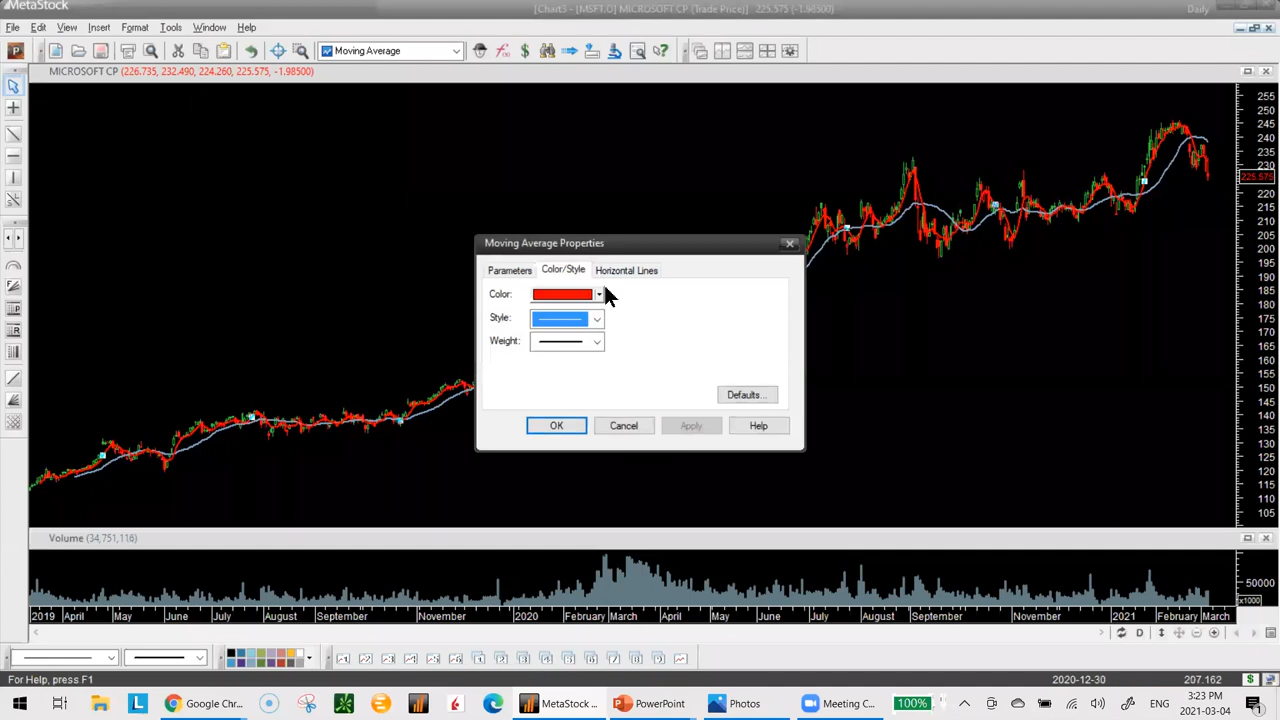 MetaStock
[Chart3 - [MSFT.O] MICROSOFT CP (Trade Price)] 225.575 (-1.98500)
Daily
File Edit View Insert Format Tools Window Help
Moving Average
MICROSOFT CP (226.735, 232.490, 224.260, 225.575, -1.98500)
255
250
245
240
235
230
225.575
220
215
210
205
200
195
190
185
180
175
170
165
160
155
150
145
140
135
130
125
120
115
110
105
Moving Average Properties
Parameters Color/Style Horizontal Lines
Color:
Style:
Weight:
Defaults...
OK Cancel Apply Help
Volume (34,751,116)
50000
x1000
2019 April May June July August September November 2020 February March April May June July August September November 2021 February March
For Help, press F1
2020-12-30 207.162
Google Chr... MetaStock ... PowerPoint Photos Meeting C... 100%
3:23 PM
2021-03-04